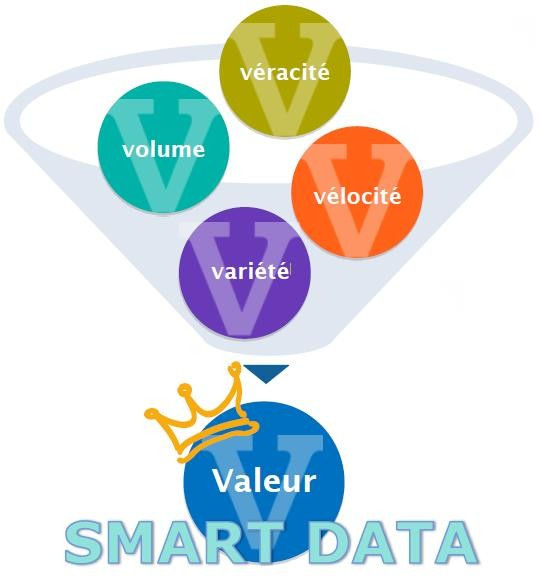 véracité
volume
vélocité
variété
Valeur
SMART DATA